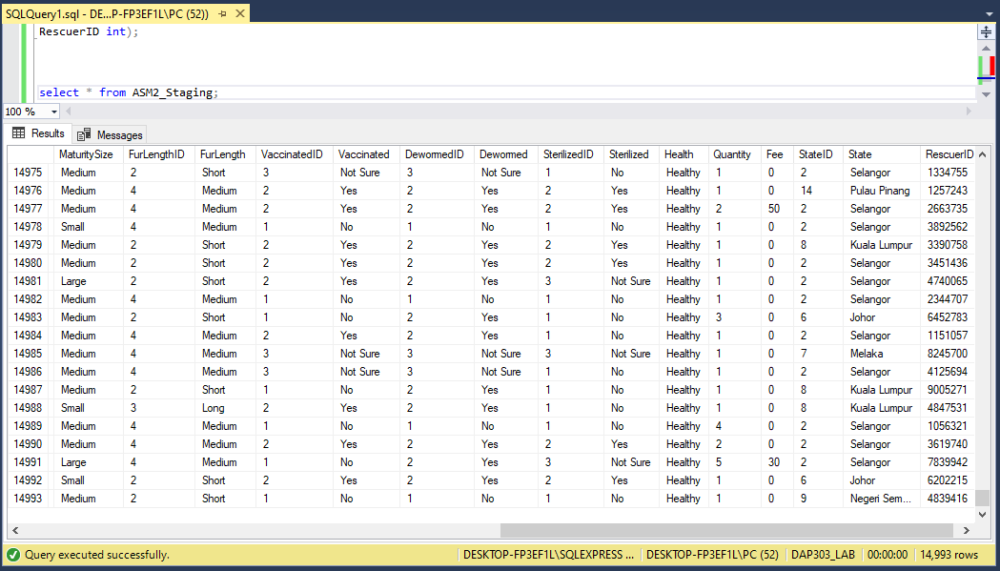 SQLQuery1.sql - DE...P-FP3EF1L\PC (52))
RescuerID int);
select * from ASM2_Staging;
100 %
Results Messages
MaturitySize FurLengthID FurLength VaccinatedID Vaccinated DewormedID Dewormed SterilizedID Sterilized Health Quantity Fee StateID State RescuerID
14975 Medium 2 Short 3 Not Sure 3 Not Sure 1 No Healthy 1 0 2 Selangor 1334755
14976 Medium 4 Medium 2 Yes 2 Yes 2 Yes Healthy 1 0 14 Pulau Pinang 1257243
14977 Medium 4 Medium 2 Yes 2 Yes 2 Yes Healthy 2 50 2 Selangor 2663735
14978 Small 4 Medium 1 No 1 No 1 No Healthy 1 0 2 Selangor 3892562
14979 Medium 2 Short 2 Yes 2 Yes 2 Yes Healthy 1 0 8 Kuala Lumpur 3390758
14980 Medium 2 Short 2 Yes 2 Yes 2 Yes Healthy 1 0 2 Selangor 3451436
14981 Large 2 Short 2 Yes 2 Yes 3 Not Sure Healthy 1 0 2 Selangor 4740065
14982 Medium 4 Medium 1 No 1 No 1 No Healthy 1 0 2 Selangor 2344707
14983 Medium 2 Short 1 No 2 Yes 1 No Healthy 3 0 6 Johor 6452783
14984 Medium 4 Medium 2 Yes 2 Yes 1 No Healthy 1 0 2 Selangor 1151057
14985 Medium 4 Medium 3 Not Sure 3 Not Sure 3 Not Sure Healthy 1 0 7 Melaka 8245700
14986 Medium 4 Medium 3 Not Sure 3 Not Sure 1 No Healthy 1 0 2 Selangor 4125694
14987 Medium 2 Short 1 No 2 Yes 1 No Healthy 1 0 8 Kuala Lumpur 9005271
14988 Small 3 Long 2 Yes 2 Yes 1 No Healthy 1 0 8 Kuala Lumpur 4847531
14989 Medium 4 Medium 1 No 1 No 1 No Healthy 4 0 2 Selangor 1056321
14990 Medium 4 Medium 2 Yes 2 Yes 2 Yes Healthy 2 0 2 Selangor 3619740
14991 Large 4 Medium 1 No 2 Yes 3 Not Sure Healthy 5 30 2 Selangor 7839942
14992 Small 2 Short 2 Yes 2 Yes 2 Yes Healthy 1 0 6 Johor 6202215
14993 Medium 2 Short 1 No 1 No 1 No Healthy 1 0 9 Negeri Sem... 4839416
Query executed successfully. DESKTOP-FP3EF1L\SQLEXPRESS ... DESKTOP-FP3EF1L\PC (52) DAP303_LAB 00:00:00 14,993 rows